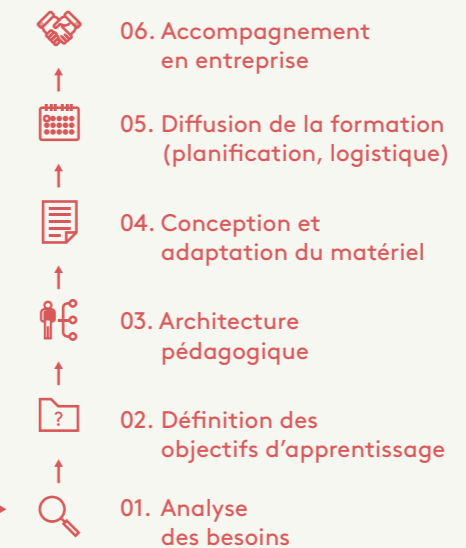 06. Accompagnement
en entreprise
05. Diffusion de la formation
(planification, logistique)
04. Conception et
adaptation du matériel
03. Architecture
pédagogique
?
02. Définition des
objectifs d’apprentissage
01. Analyse
des besoins